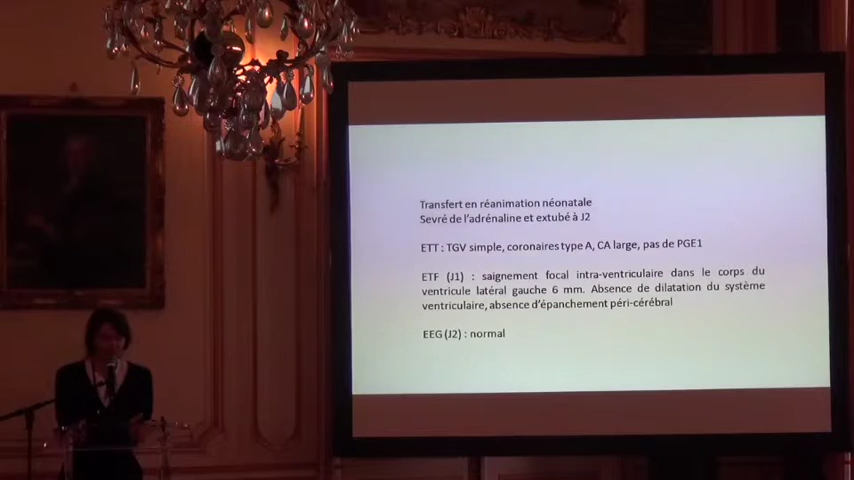 Transfert en réanimation néonatale
Sevré de l'adrénaline et extubé à J2
ETT : TGV simple, coronaires type A, CA large, pas de PGE1
ETF (J1) : saignement focal intra-ventriculaire dans le corps du
ventricule latéral gauche 6 mm. Absence de dilatation du système
ventriculaire, absence d'épanchement péri-cérébral
EEG (J2) : normal